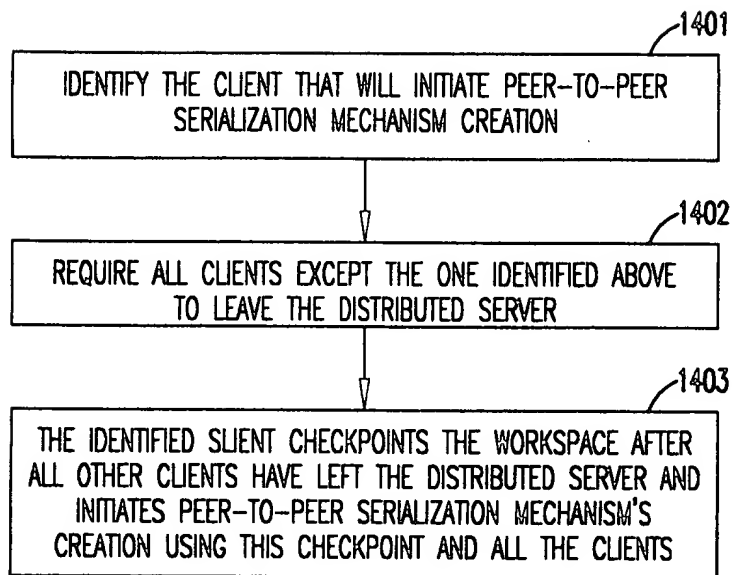 1401
IDENTIFY THE CLIENT THAT WILL INITIATE PEER-TO-PEER
SERIALIZATION MECHANISM CREATION
1402
REQUIRE ALL CLIENTS EXCEPT THE ONE IDENTIFIED ABOVE
TO LEAVE THE DISTRIBUTED SERVER
1403
THE IDENTIFIED SLIENT CHECKPOINTS THE WORKSPACE AFTER
ALL OTHER CLIENTS HAVE LEFT THE DISTRIBUTED SERVER AND
INITIATES PEER-TO-PEER SERIALIZATION MECHANISM'S
CREATION USING THIS CHECKPOINT AND ALL THE CLIENTS